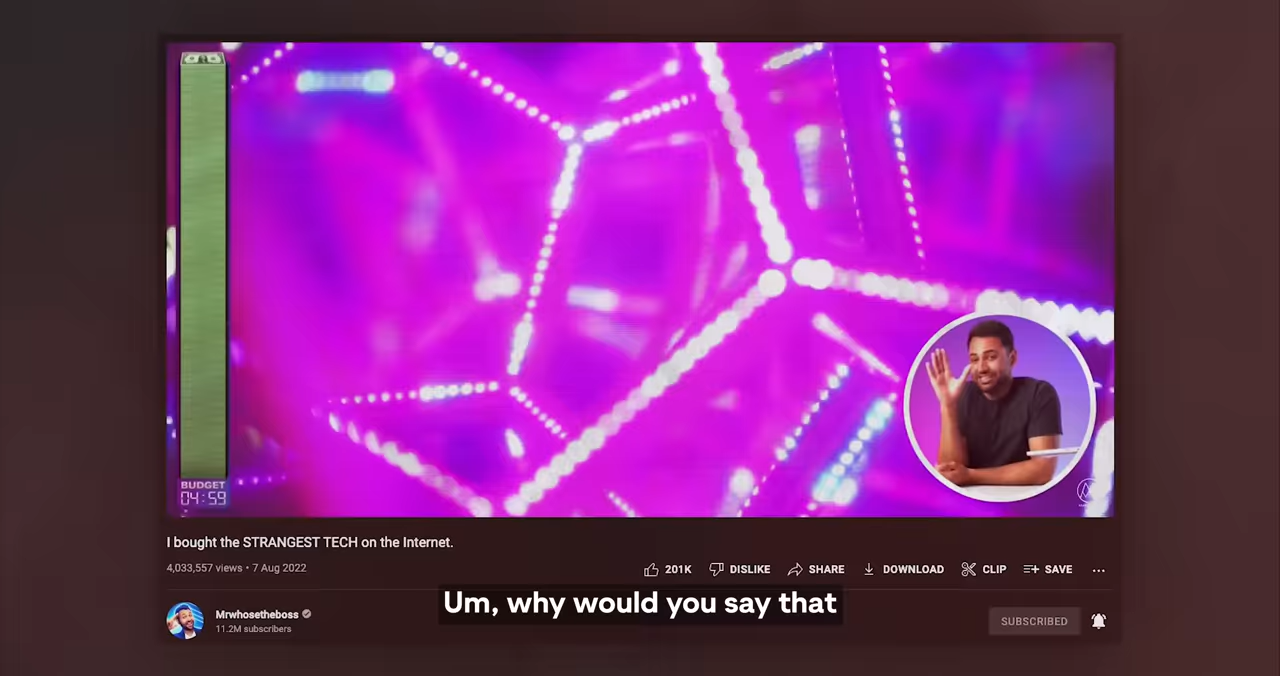 BUDGET
04:59
I bought the STRANGEST TECH on the Internet.
4,033,557 views • 7 Aug 2022
201K
DISLIKE
SHARE
DOWNLOAD
CLIP
SAVE
Um, why would you say that
Mrwhosetheboss
11.2M subscribers
SUBSCRIBED